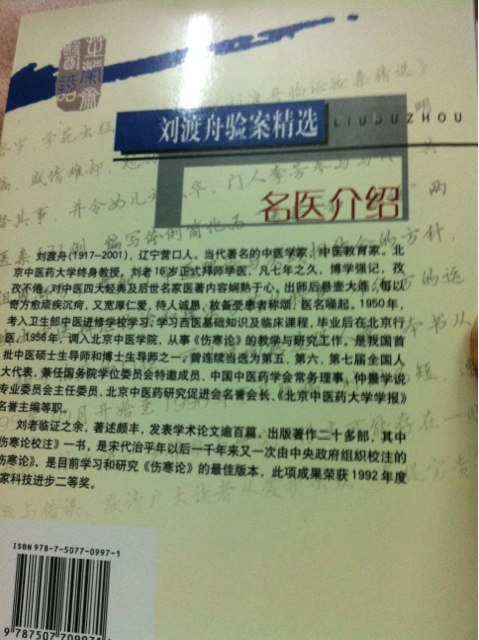 刘渡舟验案精选
LIUJUZHOU
名医介绍
刘渡舟(1917-2001),辽宁营口人。当代著名的中医学家,中医教育家。北
京中医药大学终身教授。刘老16岁正式拜师学医,凡七年之久,博学强记,孜
孜不倦,对中医四大经典及后世名家医著内容娴熟于心,出师后悬壶大连,每以
奇方愈顽疾沉疴,又宽厚仁爱,待人诚恳,故备受患者称颂,医名噪起。1950年,
考入卫生部中医进修学校学习,学习西医基础知识及临床课程,毕业后在北京行
医。1956年,调入北京中医学院,从事《伤寒论》的教学与研究工作,是我国首
批中医硕士生导师和博士生导师之一。曾连续当选为第五、第六、第七届全国人
大代表,兼任国务院学位委员会特邀成员,中国中医药学会常务理事,仲景学说
专业委员会主任委员、北京中医药研究促进会名誉会长、《北京中医药大学学报》
名誉主编等职。
刘老临证之余,著述颇丰,发表学术论文逾百篇,出版著作二十多部,其中
伤寒论校注》一书,是宋代治平年以后一千年来又一次由中央政府组织校注的
伤寒论》,是目前学习和研究《伤寒论》的最佳版本,此项成果荣获1992年度
家科技进步二等奖。
ISBN 978-7-5077-0997-1